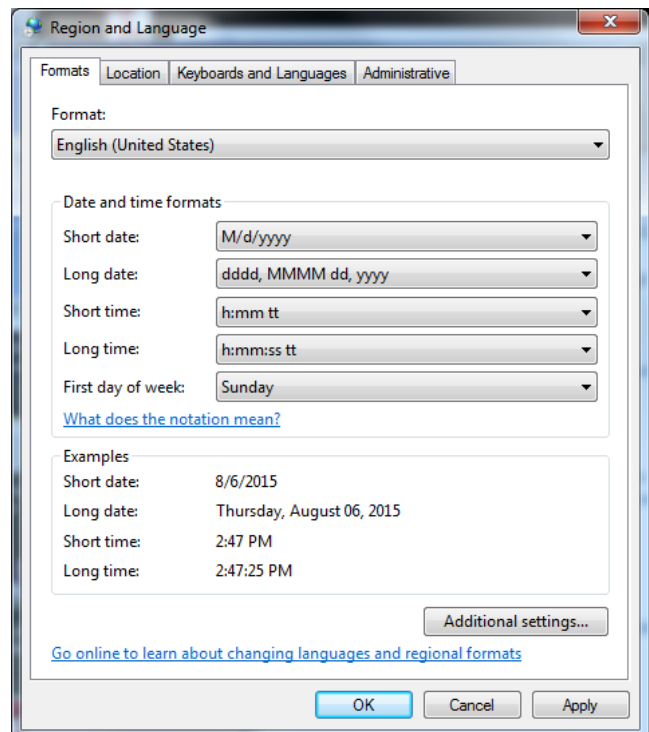 Region and Language
Formats Location Keyboards and Languages Administrative
Format:
English (United States)
Date and time formats
Short date: M/d/yyyy
Long date: dddd, MMMM dd, yyyy
Short time: h:mm tt
Long time: h:mm:ss tt
First day of week: Sunday
What does the notation mean?
Examples
Short date: 8/6/2015
Long date: Thursday, August 06, 2015
Short time: 2:47 PM
Long time: 2:47:25 PM
Additional settings...
Go online to learn about changing languages and regional formats
OK Cancel Apply